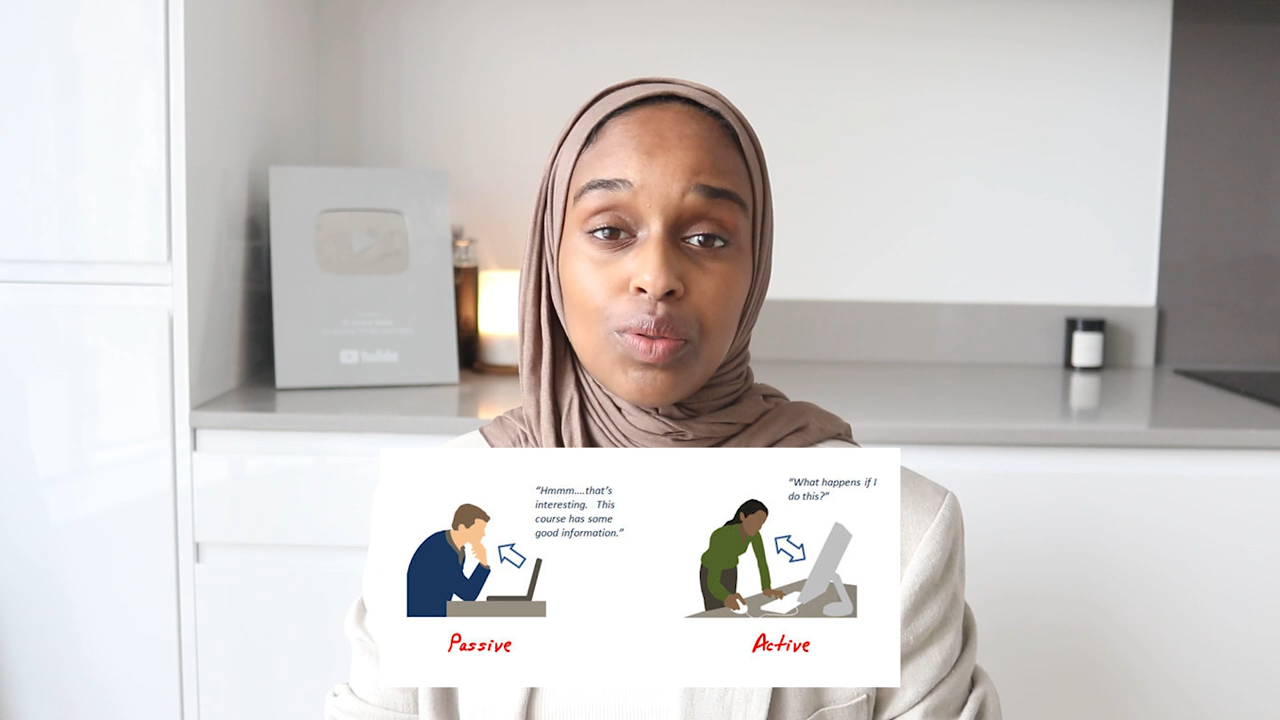 YouTube
"Hmmm....that's
interesting. This
course has some
good information."
Passive
"What happens if I
do this?"
Active